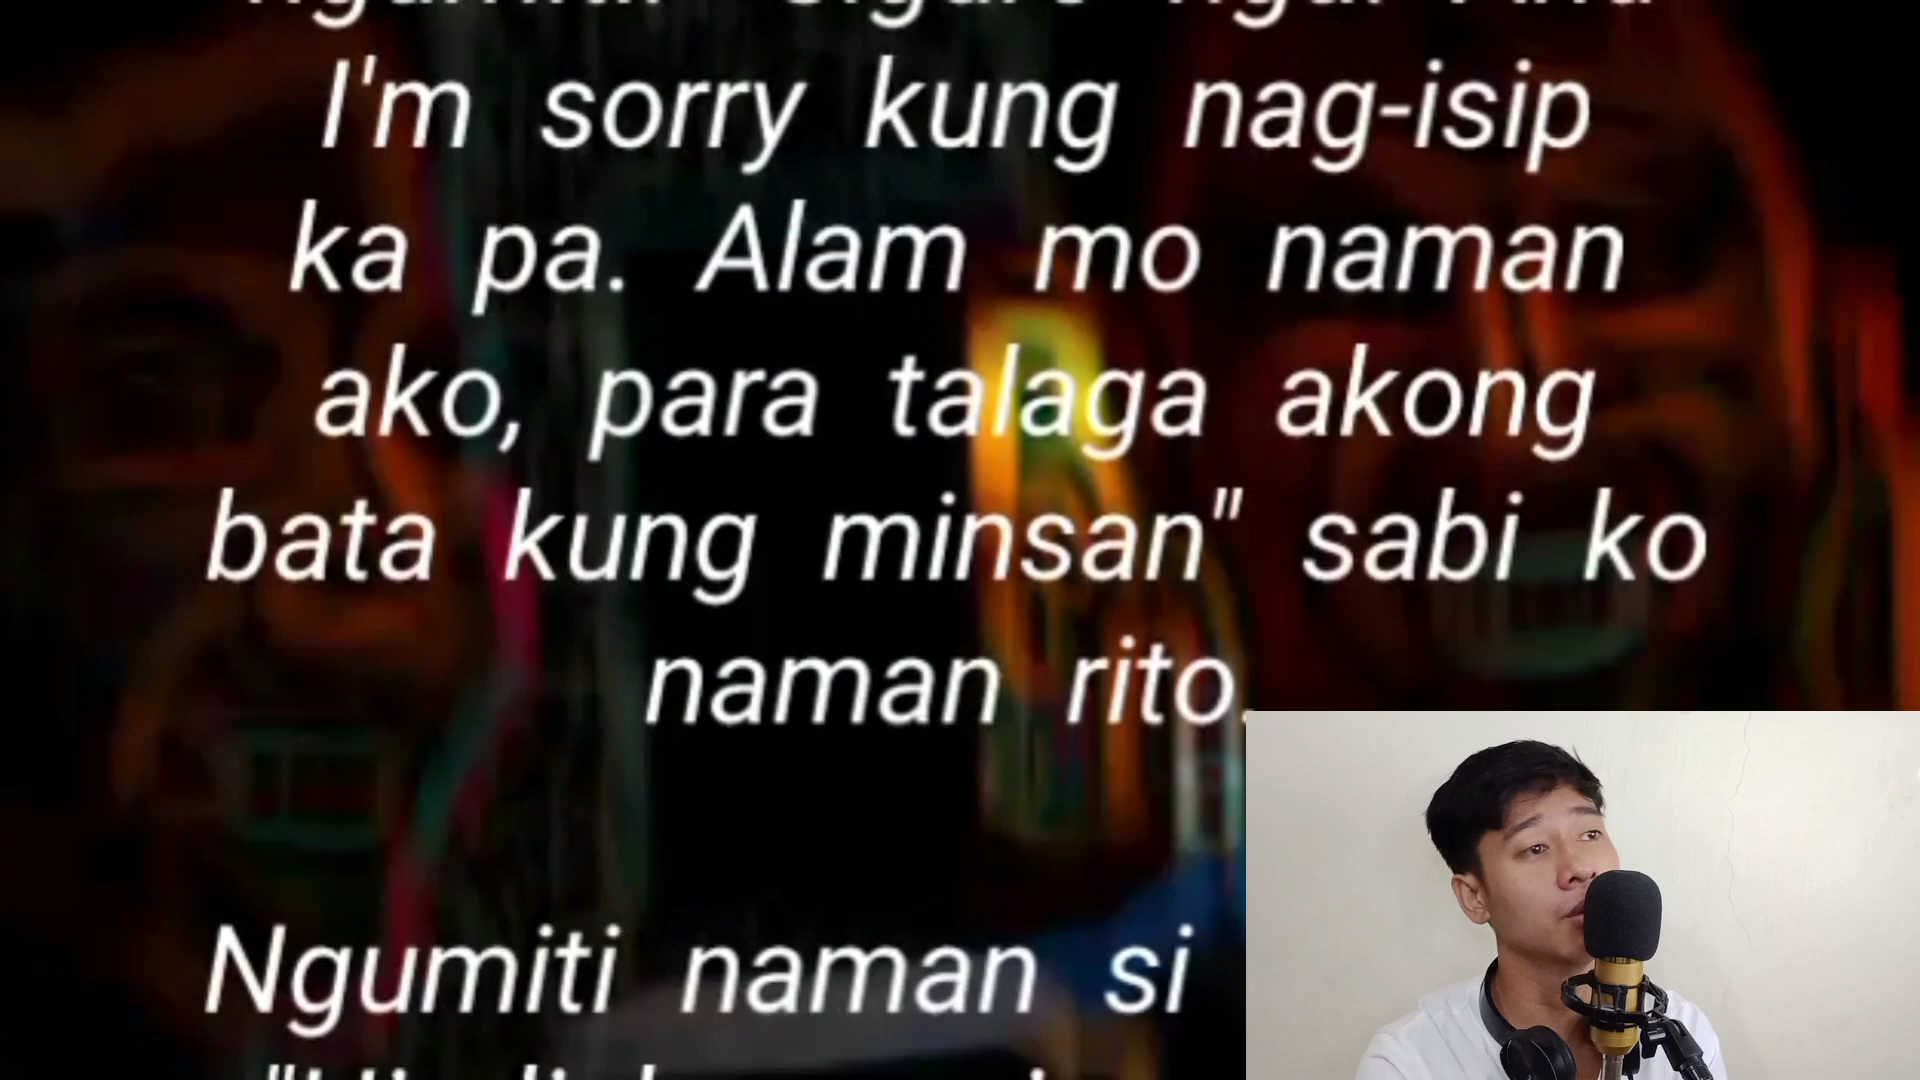 I'm sorry kung nag-isip
ka pa. Alam mo naman
ako, para talaga akong
bata kung minsan" sabi ko
naman rito.
Ngumiti naman si